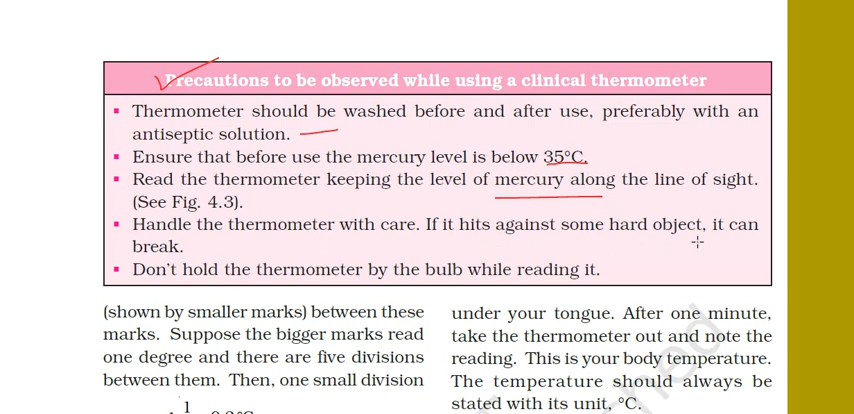 Precautions to be observed while using a clinical thermometer
▪ Thermometer should be washed before and after use, preferably with an
antiseptic solution.
▪ Ensure that before use the mercury level is below 35°C.
▪ Read the thermometer keeping the level of mercury along the line of sight.
(See Fig. 4.3).
▪ Handle the thermometer with care. If it hits against some hard object, it can
break.
▪ Don't hold the thermometer by the bulb while reading it.
(shown by smaller marks) between these
marks. Suppose the bigger marks read
one degree and there are five divisions
between them. Then, one small division
1
under your tongue. After one minute,
take the thermometer out and note the
reading. This is your body temperature.
The temperature should always be
stated with its unit, °C.